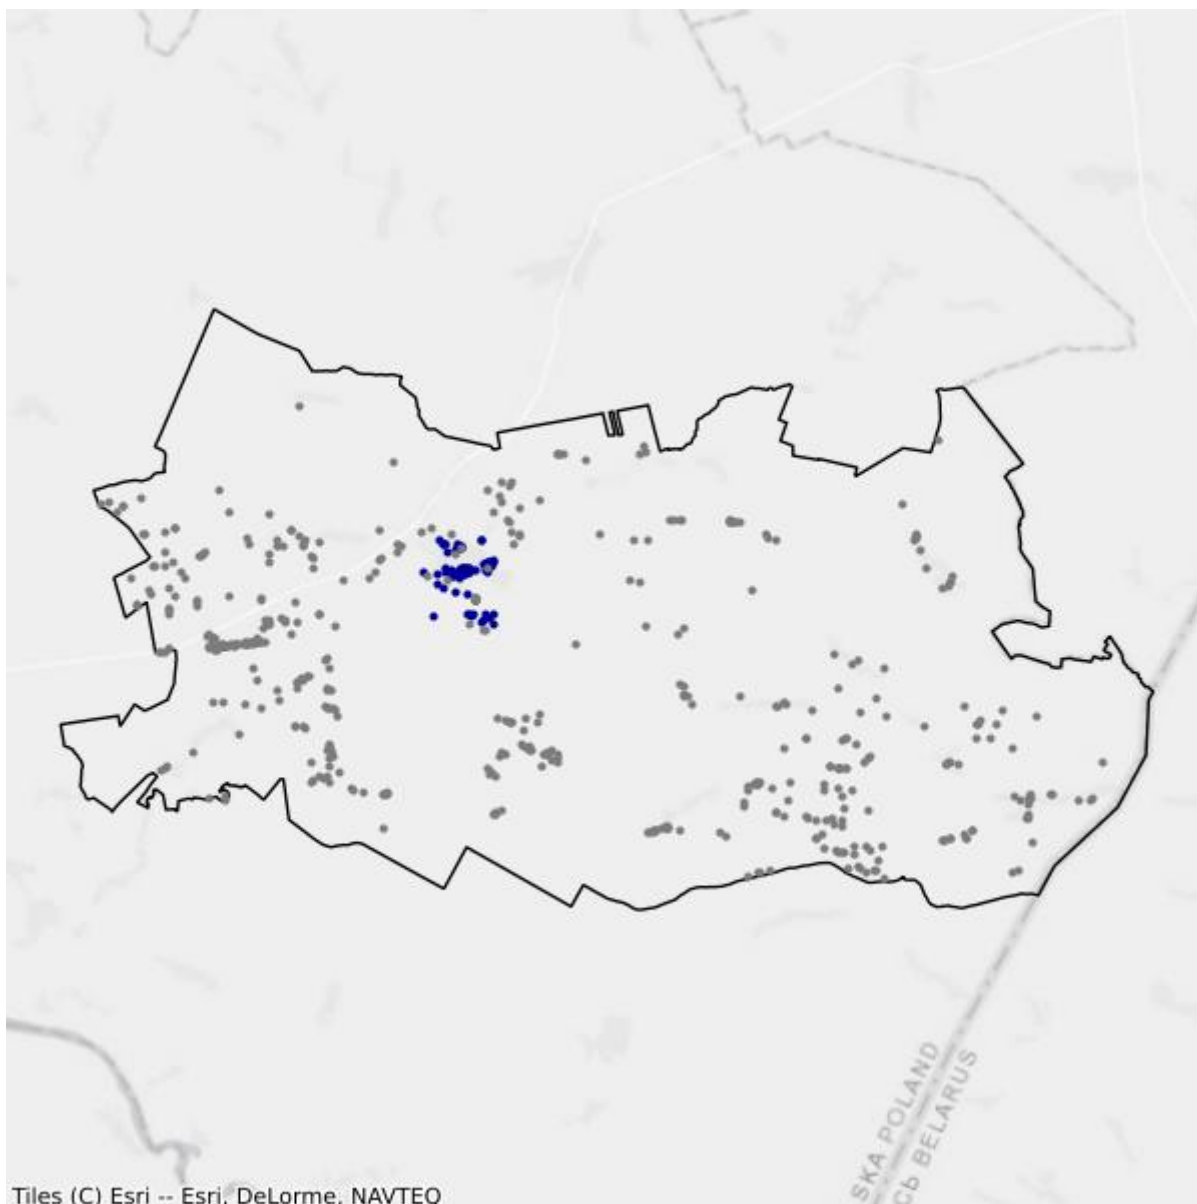 SKA POLAND
СЬ BELARUS
Tiles (C) Esri -- Esri, DeLorme, NAVTEQ